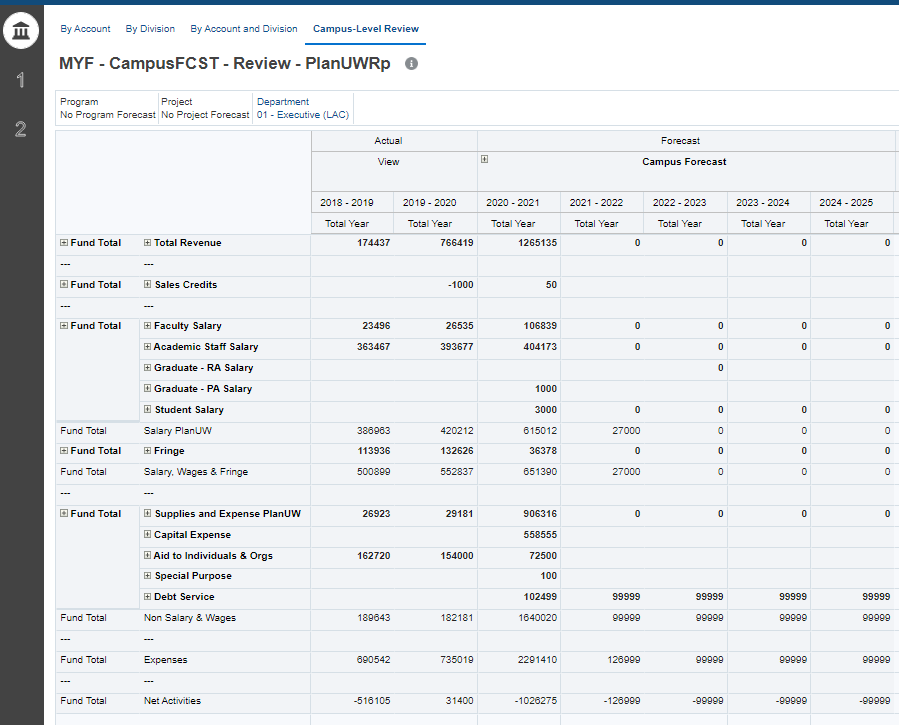 By Account By Division By Account and Division Campus-Level Review
MYF - CampusFCST - Review - PlanUWRp
1
2
Program Project Department
No Program Forecast No Project Forecast 01 - Executive (LAC)
Actual Forecast
View Campus Forecast
2018 - 2019 2019 - 2020 2020 - 2021 2021 - 2022 2022 - 2023 2023 - 2024 2024 - 2025
Total Year Total Year Total Year Total Year Total Year Total Year Total Year
Fund Total Total Revenue 174437 766419 1265135 0 0 0 0
--- ---
Fund Total Sales Credits -1000 50
--- ---
Fund Total Faculty Salary 23496 26535 106839 0 0 0 0
Academic Staff Salary 363467 393677 404173 0 0 0 0
Graduate - RA Salary 0
Graduate - PA Salary 1000
Student Salary 3000 0 0 0 0
Fund Total Salary PlanUW 386963 420212 615012 27000 0 0 0
Fund Total Fringe 113936 132626 36378 0 0 0 0
Fund Total Salary, Wages & Fringe 500899 552837 651390 27000 0 0 0
--- ---
Fund Total Supplies and Expense PlanUW 26923 29181 906316 0 0 0 0
Capital Expense 558555
Aid to Individuals & Orgs 162720 154000 72500
Special Purpose 100
Debt Service 102499 99999 99999 99999 99999
Fund Total Non Salary & Wages 189643 182181 1640020 99999 99999 99999 99999
--- ---
Fund Total Expenses 690542 735019 2291410 126999 99999 99999 99999
--- ---
Fund Total Net Activities -516105 31400 -1026275 -126999 -99999 -99999 -99999